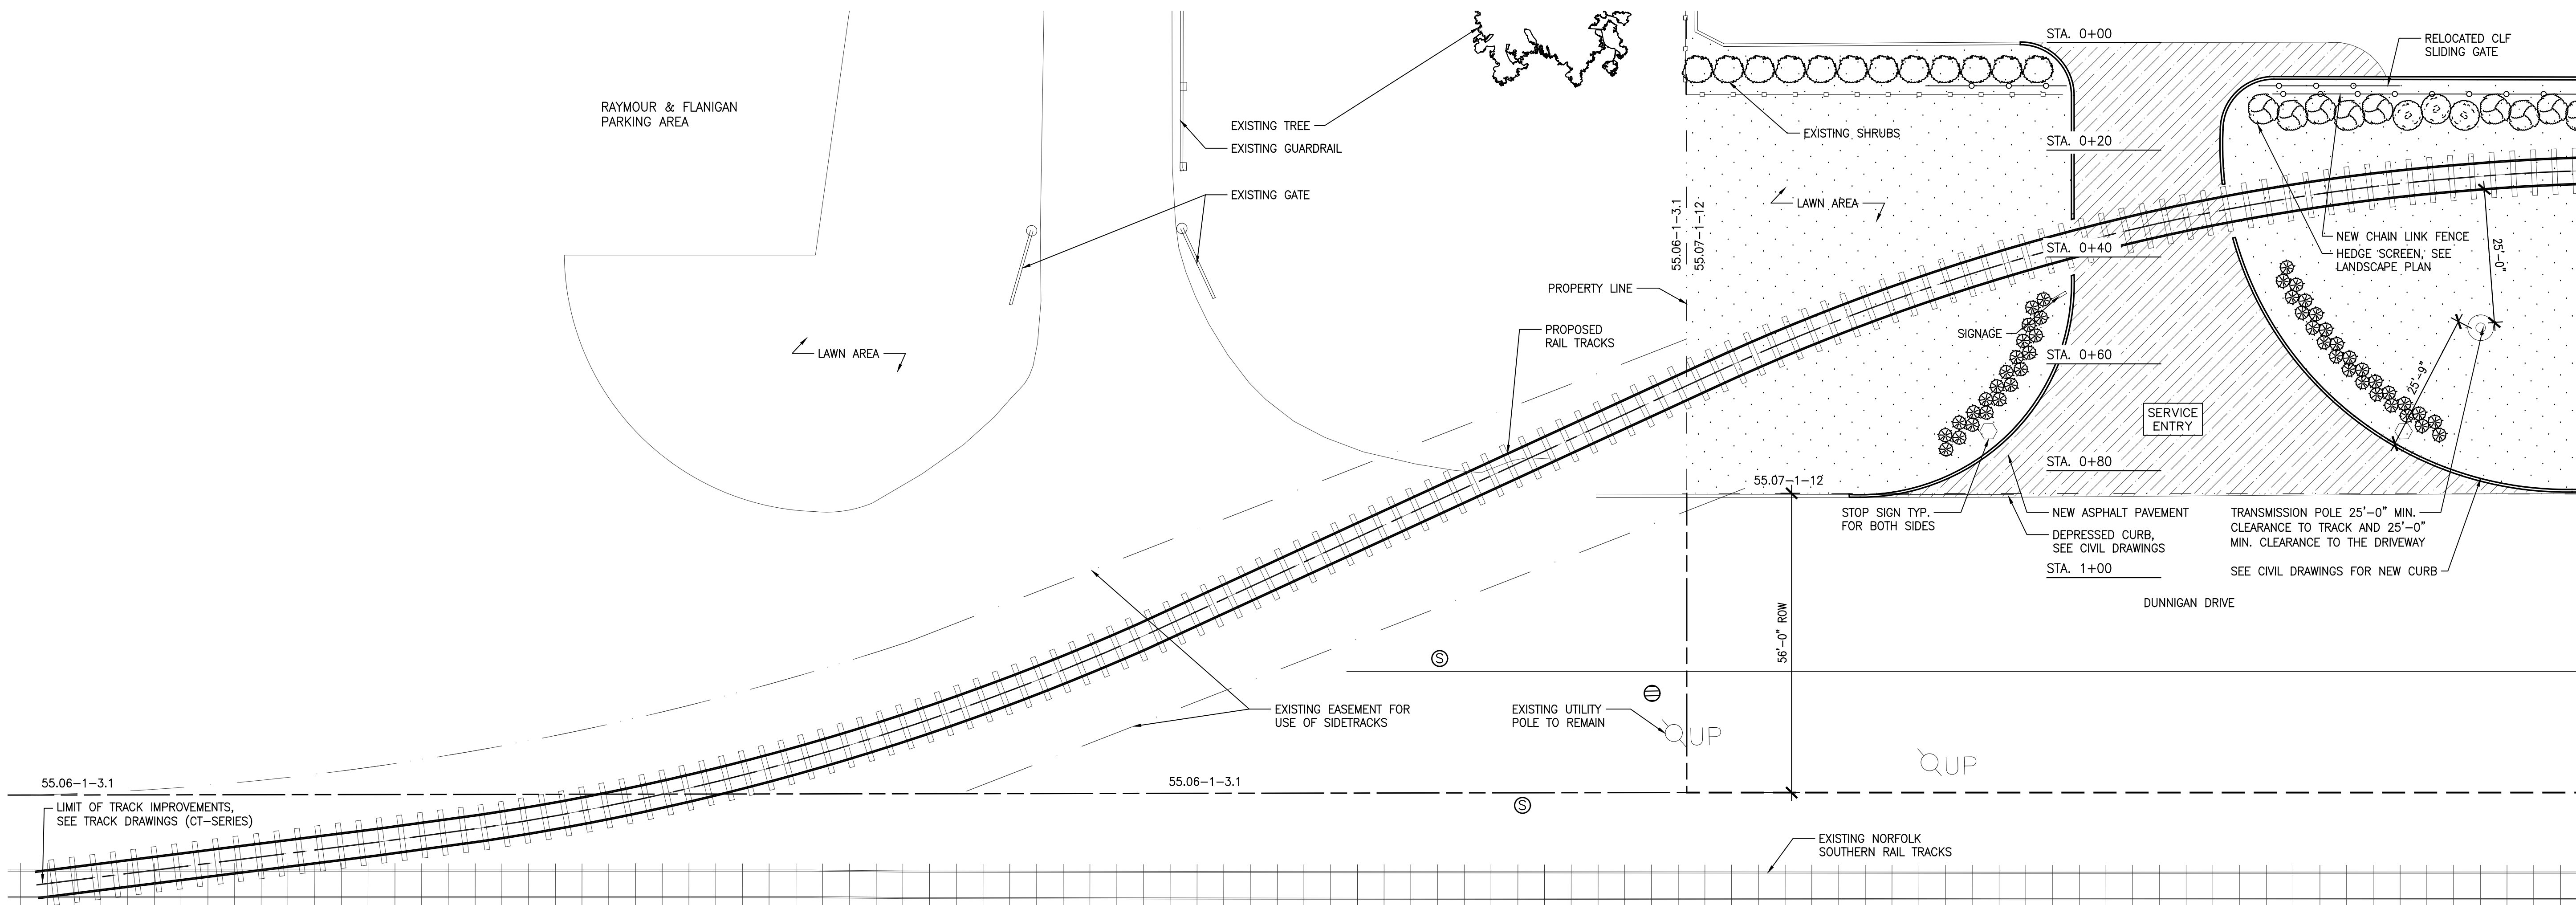 STA. 0+00
RELOCATED CLF
SLIDING GATE
RAYMOUR & FLANIGAN
PARKING AREA
EXISTING TREE
EXISTING GUARDRAIL
EXISTING SHRUBS
STA. 0+20
EXISTING GATE
LAWN AREA
55.06-1-3.1
55.07-1-12
STA. 0+40
NEW CHAIN LINK FENCE
HEDGE SCREEN, SEE
LANDSCAPE PLAN
25'-0"
PROPERTY LINE
PROPOSED
RAIL TRACKS
SIGNAGE
LAWN AREA
STA. 0+60
25'-9"
SERVICE
ENTRY
STA. 0+80
55.07-1-12
STOP SIGN TYP.
FOR BOTH SIDES
NEW ASPHALT PAVEMENT
DEPRESSED CURB,
SEE CIVIL DRAWINGS
STA. 1+00
TRANSMISSION POLE 25'-0" MIN.
CLEARANCE TO TRACK AND 25'-0"
MIN. CLEARANCE TO THE DRIVEWAY
SEE CIVIL DRAWINGS FOR NEW CURB
DUNNIGAN DRIVE
56'-0" ROW
S
EXISTING EASEMENT FOR
USE OF SIDETRACKS
EXISTING UTILITY
POLE TO REMAIN
UP
UP
55.06-1-3.1
55.06-1-3.1
LIMIT OF TRACK IMPROVEMENTS,
SEE TRACK DRAWINGS (CT-SERIES)
S
EXISTING NORFOLK
SOUTHERN RAIL TRACKS